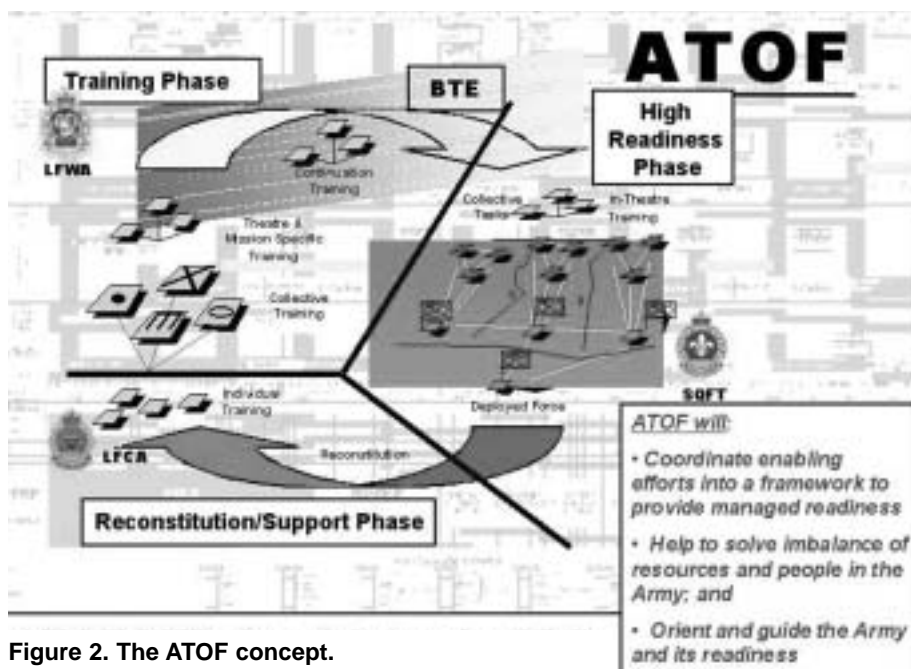 ATOF
Training Phase
BTE
High
Readiness
Phase
LFWA
Continuation
Training
Collective
Tasks
In-Theatre
Training
Theatre &
Mission Specific
Training
Collective
Training
SQFT
Individual
Training
Deployed Force
LFCA
Reconstitution
Reconstitution/Support Phase
ATOF will:
• Coordinate enabling
efforts into a framework to
provide managed readiness
• Help to solve imbalance of
resources and people in the
Army; and
• Orient and guide the Army
and its readiness
Figure 2. The ATOF concept.